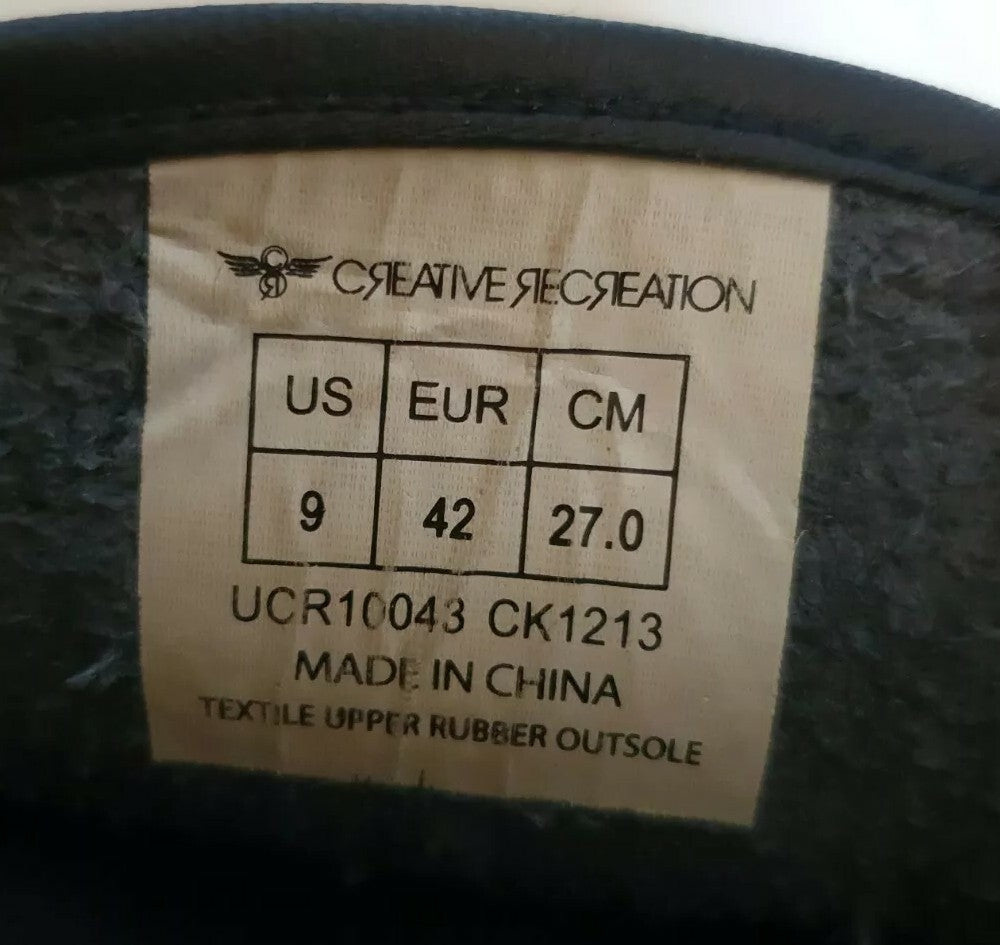 CREATIVE RECREATION
US EUR CM
9 42 27.0
UCR10043 CK1213
MADE IN CHINA
TEXTILE UPPER RUBBER OUTSOLE